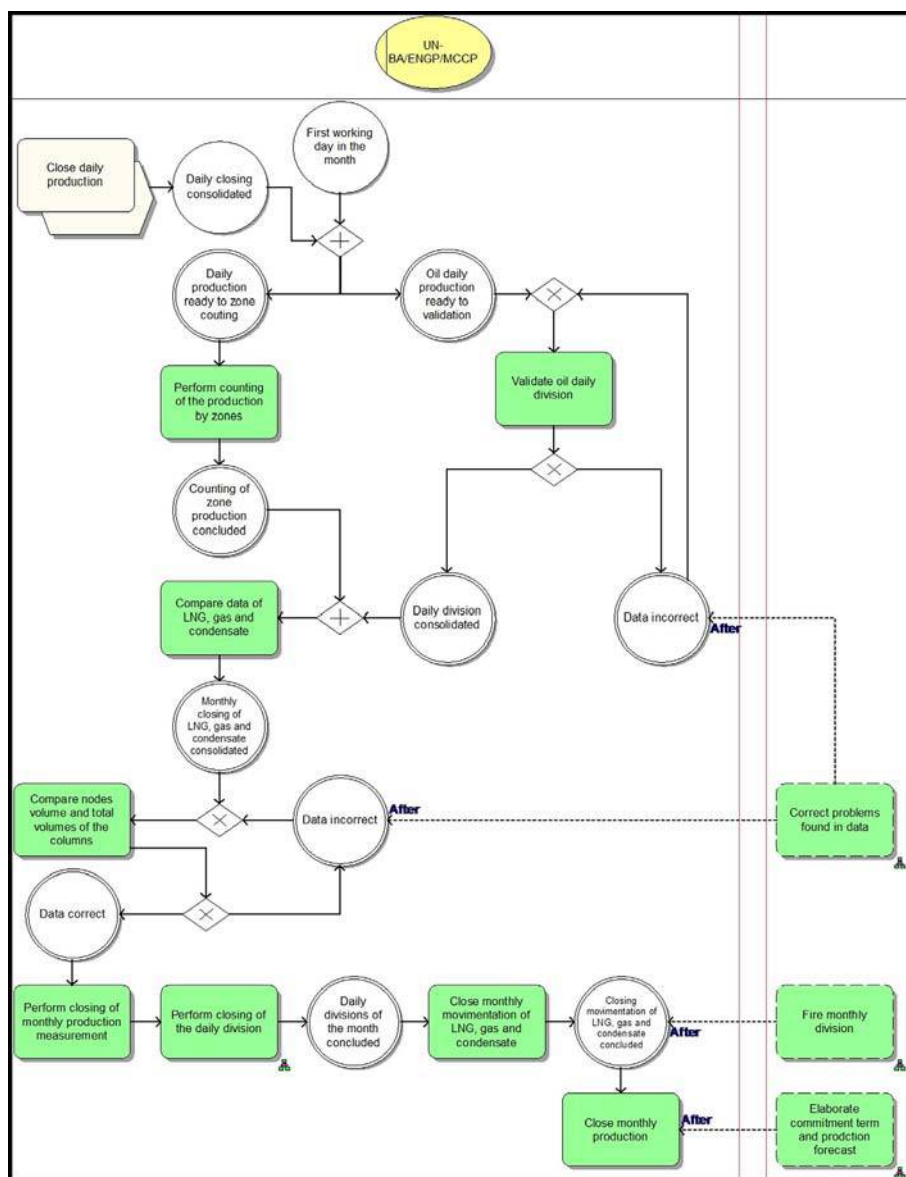 UN-
BA/ENGP/MCCP
First working
day in the
month
Close daily
production
Daily closing
consolidated
Daily
production
ready to zone
couting
Oil daily
production
ready to
validation
Perform counting
of the production
by zones
Validate oil daily
division
Counting of
zone
production
concluded
Compare data of
LNG, gas and
condensate
Daily division
consolidated
Data incorrect
After
Monthly
closing of
LNG, gas and
condensate
consolidated
Compare nodes
volume and total
volumes of the
columns
Data incorrect
After
Correct problems
found in data
Data correct
Perform closing of
monthly production
measurement
Perform closing of
the daily division
Daily
divisions of
the month
concluded
Close monthly
movimentation of
LNG, gas and
condensate
Closing
movimentation of
LNG, gas and
condensate
concluded
After
Fire monthly
division
Close monthly
production
After
Elaborate
commitment term
and prodction
forecast